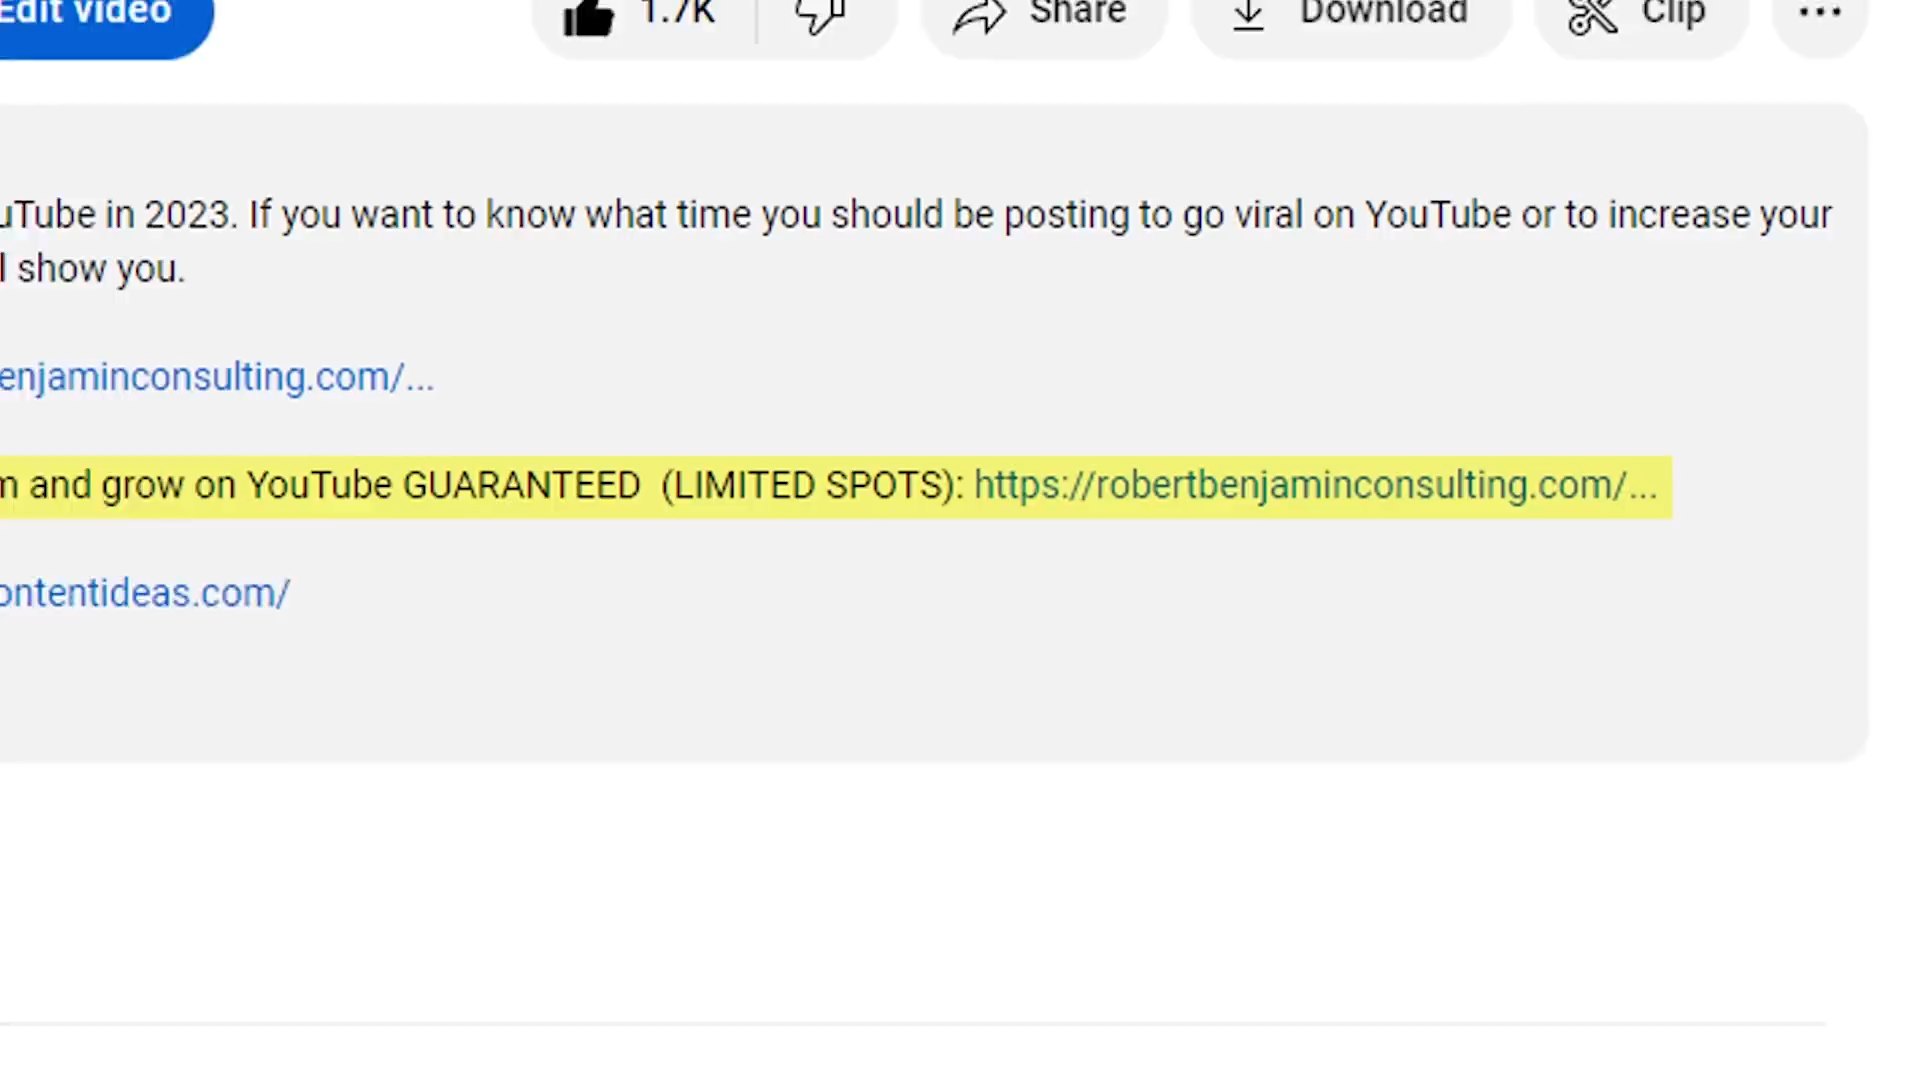 Edit video 1.7K Share Download Clip
uTube in 2023. If you want to know what time you should be posting to go viral on YouTube or to increase your
l show you.
enjaminconsulting.com/...
m and grow on YouTube GUARANTEED (LIMITED SPOTS): https://robertbenjaminconsulting.com/...
ontentideas.com/